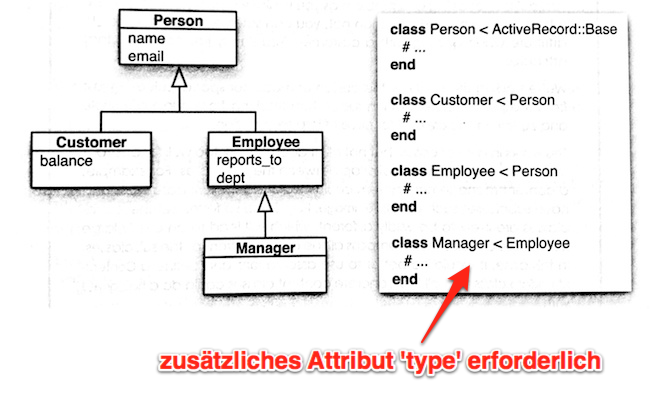 Person
name
email
Customer
balance
Employee
reports_to
dept
Manager
class Person < ActiveRecord::Base
# ...
end
class Customer < Person
# ...
end
class Employee < Person
# ...
end
class Manager < Employee
# ...
end
zusätzliches Attribut 'type' erforderlich